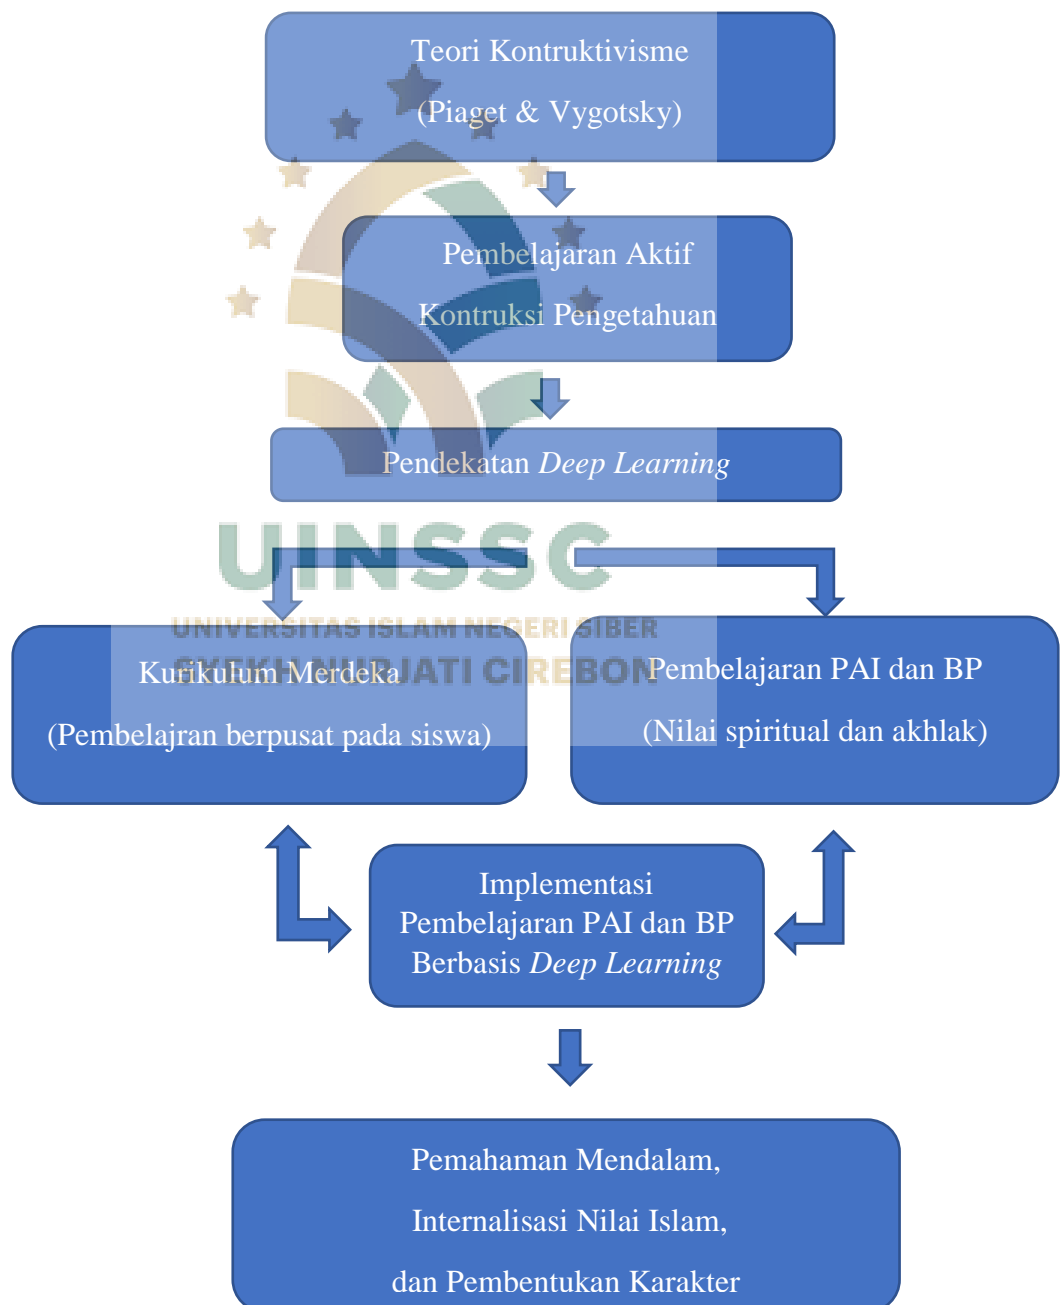 Teori Kontruktivisme
(Piaget & Vygotsky)
Pembelajaran Aktif
Kontruksi Pengetahuan
Pendekatan Deep Learning
UINSSC
UNIVERSITAS ISLAM NEGERI SIBER
SYEKH NURJATI CIREBON
Kurikulum Merdeka
(Pembelajran berpusat pada siswa)
Pembelajaran PAI dan BP
(Nilai spiritual dan akhlak)
Implementasi
Pembelajaran PAI dan BP
Berbasis Deep Learning
Pemahaman Mendalam,
Internalisasi Nilai Islam,
dan Pembentukan Karakter